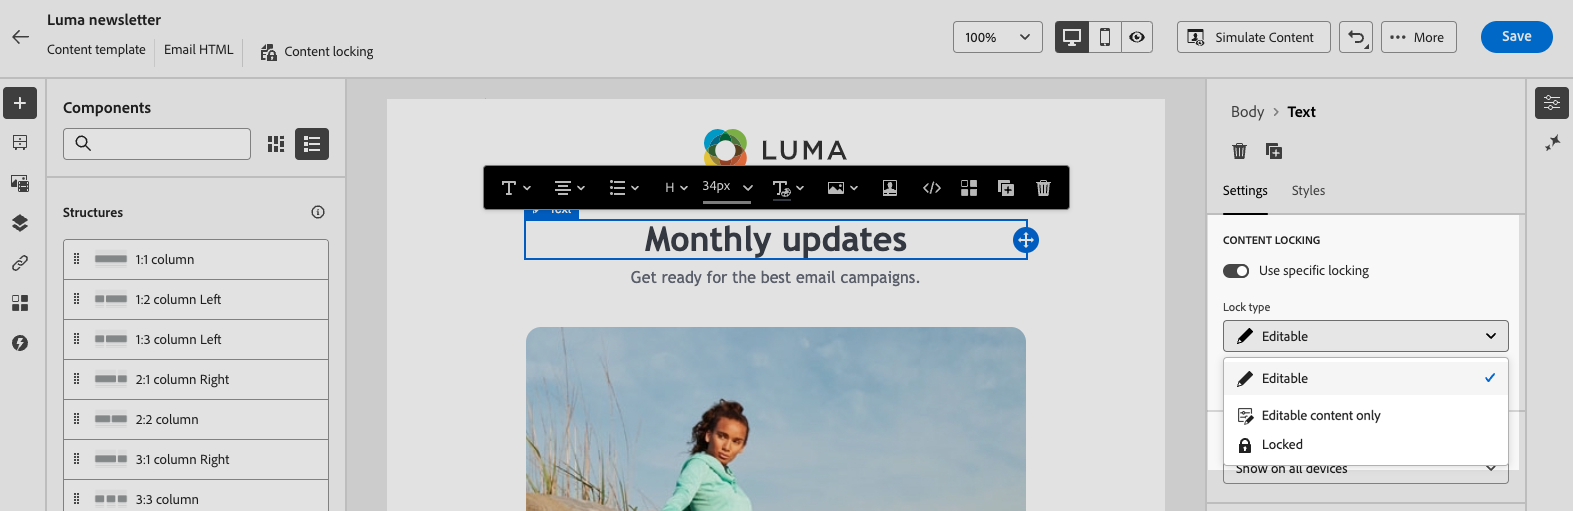 Luma newsletter
Content template
Email HTML
Content locking
100%
Simulate Content
More
Save
Components
Structures
1:1 column
1:2 column Left
1:3 column Left
2:1 column Right
2:2 column
3:1 column Right
3:3 column
LUMA
H
34px
Text
Monthly updates
Get ready for the best email campaigns.
Body > Text
Settings
Styles
CONTENT LOCKING
Use specific locking
Lock type
Editable
Editable
Editable content only
Locked
Show on all devices